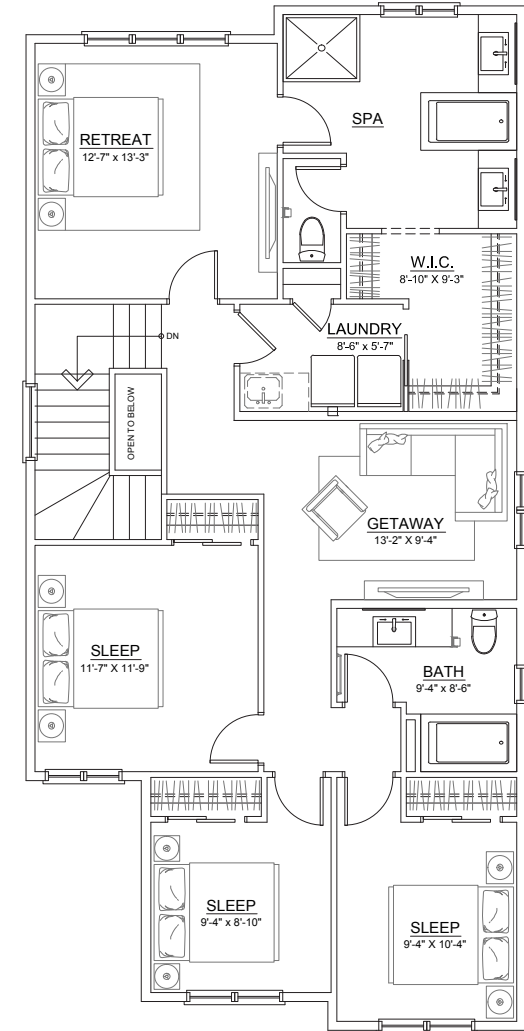 SPA
RETREAT
12'-7" x 13'-3"
W.I.C.
8'-10" X 9'-3"
LAUNDRY
8'-6" x 5'-7"
DN
OPEN TO BELOW
GETAWAY
13'-2" X 9'-4"
SLEEP
11'-7" X 11'-9"
BATH
9'-4" x 8'-6"
SLEEP
9'-4" x 8'-10"
SLEEP
9'-4" X 10'-4"